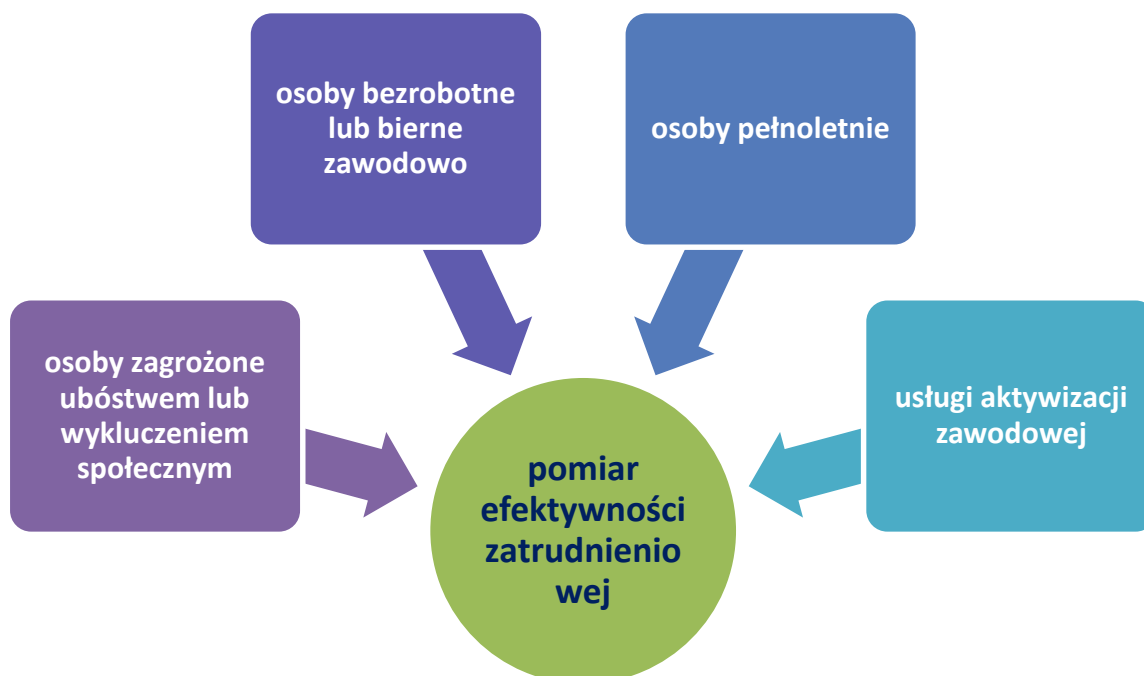 osoby bezrobotne
lub bierne
zawodowo
osoby pełnoletnie
osoby zagrożone
ubóstwem lub
wykluczeniem
społecznym
usługi aktywizacji
zawodowej
pomiar
efektywności
zatrudnienio
wej